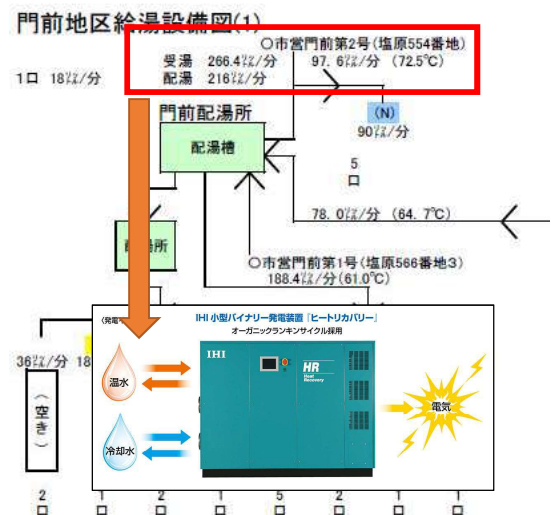 門前地区給湯設備図(1)
〇市営門前第2号(塩原554番地)
受湯 266.4㍑/分 97.6㍑/分 (72.5℃)
1口 18㍑/分 配湯 216㍑/分
(N)
門前配湯所 90㍑/分
配湯槽
5
口
78.0㍑/分 (64.7℃)
所
〇市営門前第1号(塩原566番地3)
188.4㍑/分(61.0℃)
IHI 小型バイナリー発電装置「ヒートリカバリー」
オーガニックランキンサイクル採用
36㍑/分 18
IHI
HR
Heat
Recovery
温水
電気
冷却水
(空き)
2 1 2 1 5 2 1 1
口 口 口 口 口 口 口 口